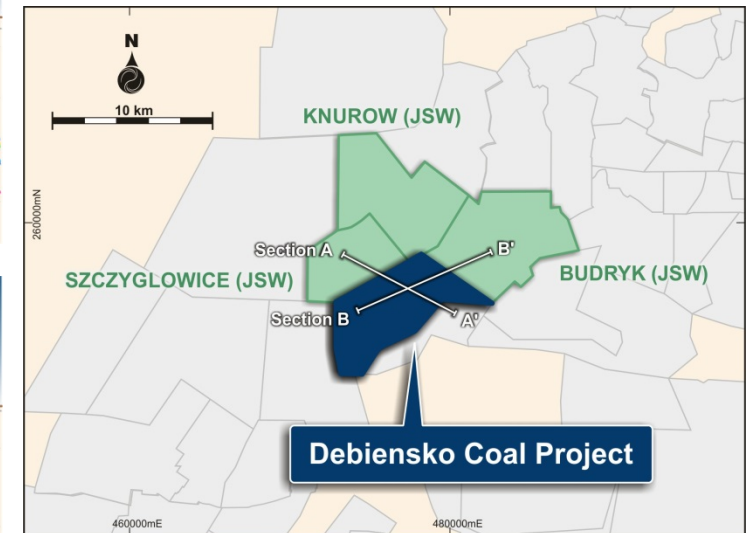 N
10 km
KNUROW (JSW)
260000mN
Section A
B'
SZCZYGLOWICE (JSW)
BUDRYK (JSW)
Section B
A'
Debiensko Coal Project
460000mE
480000mE